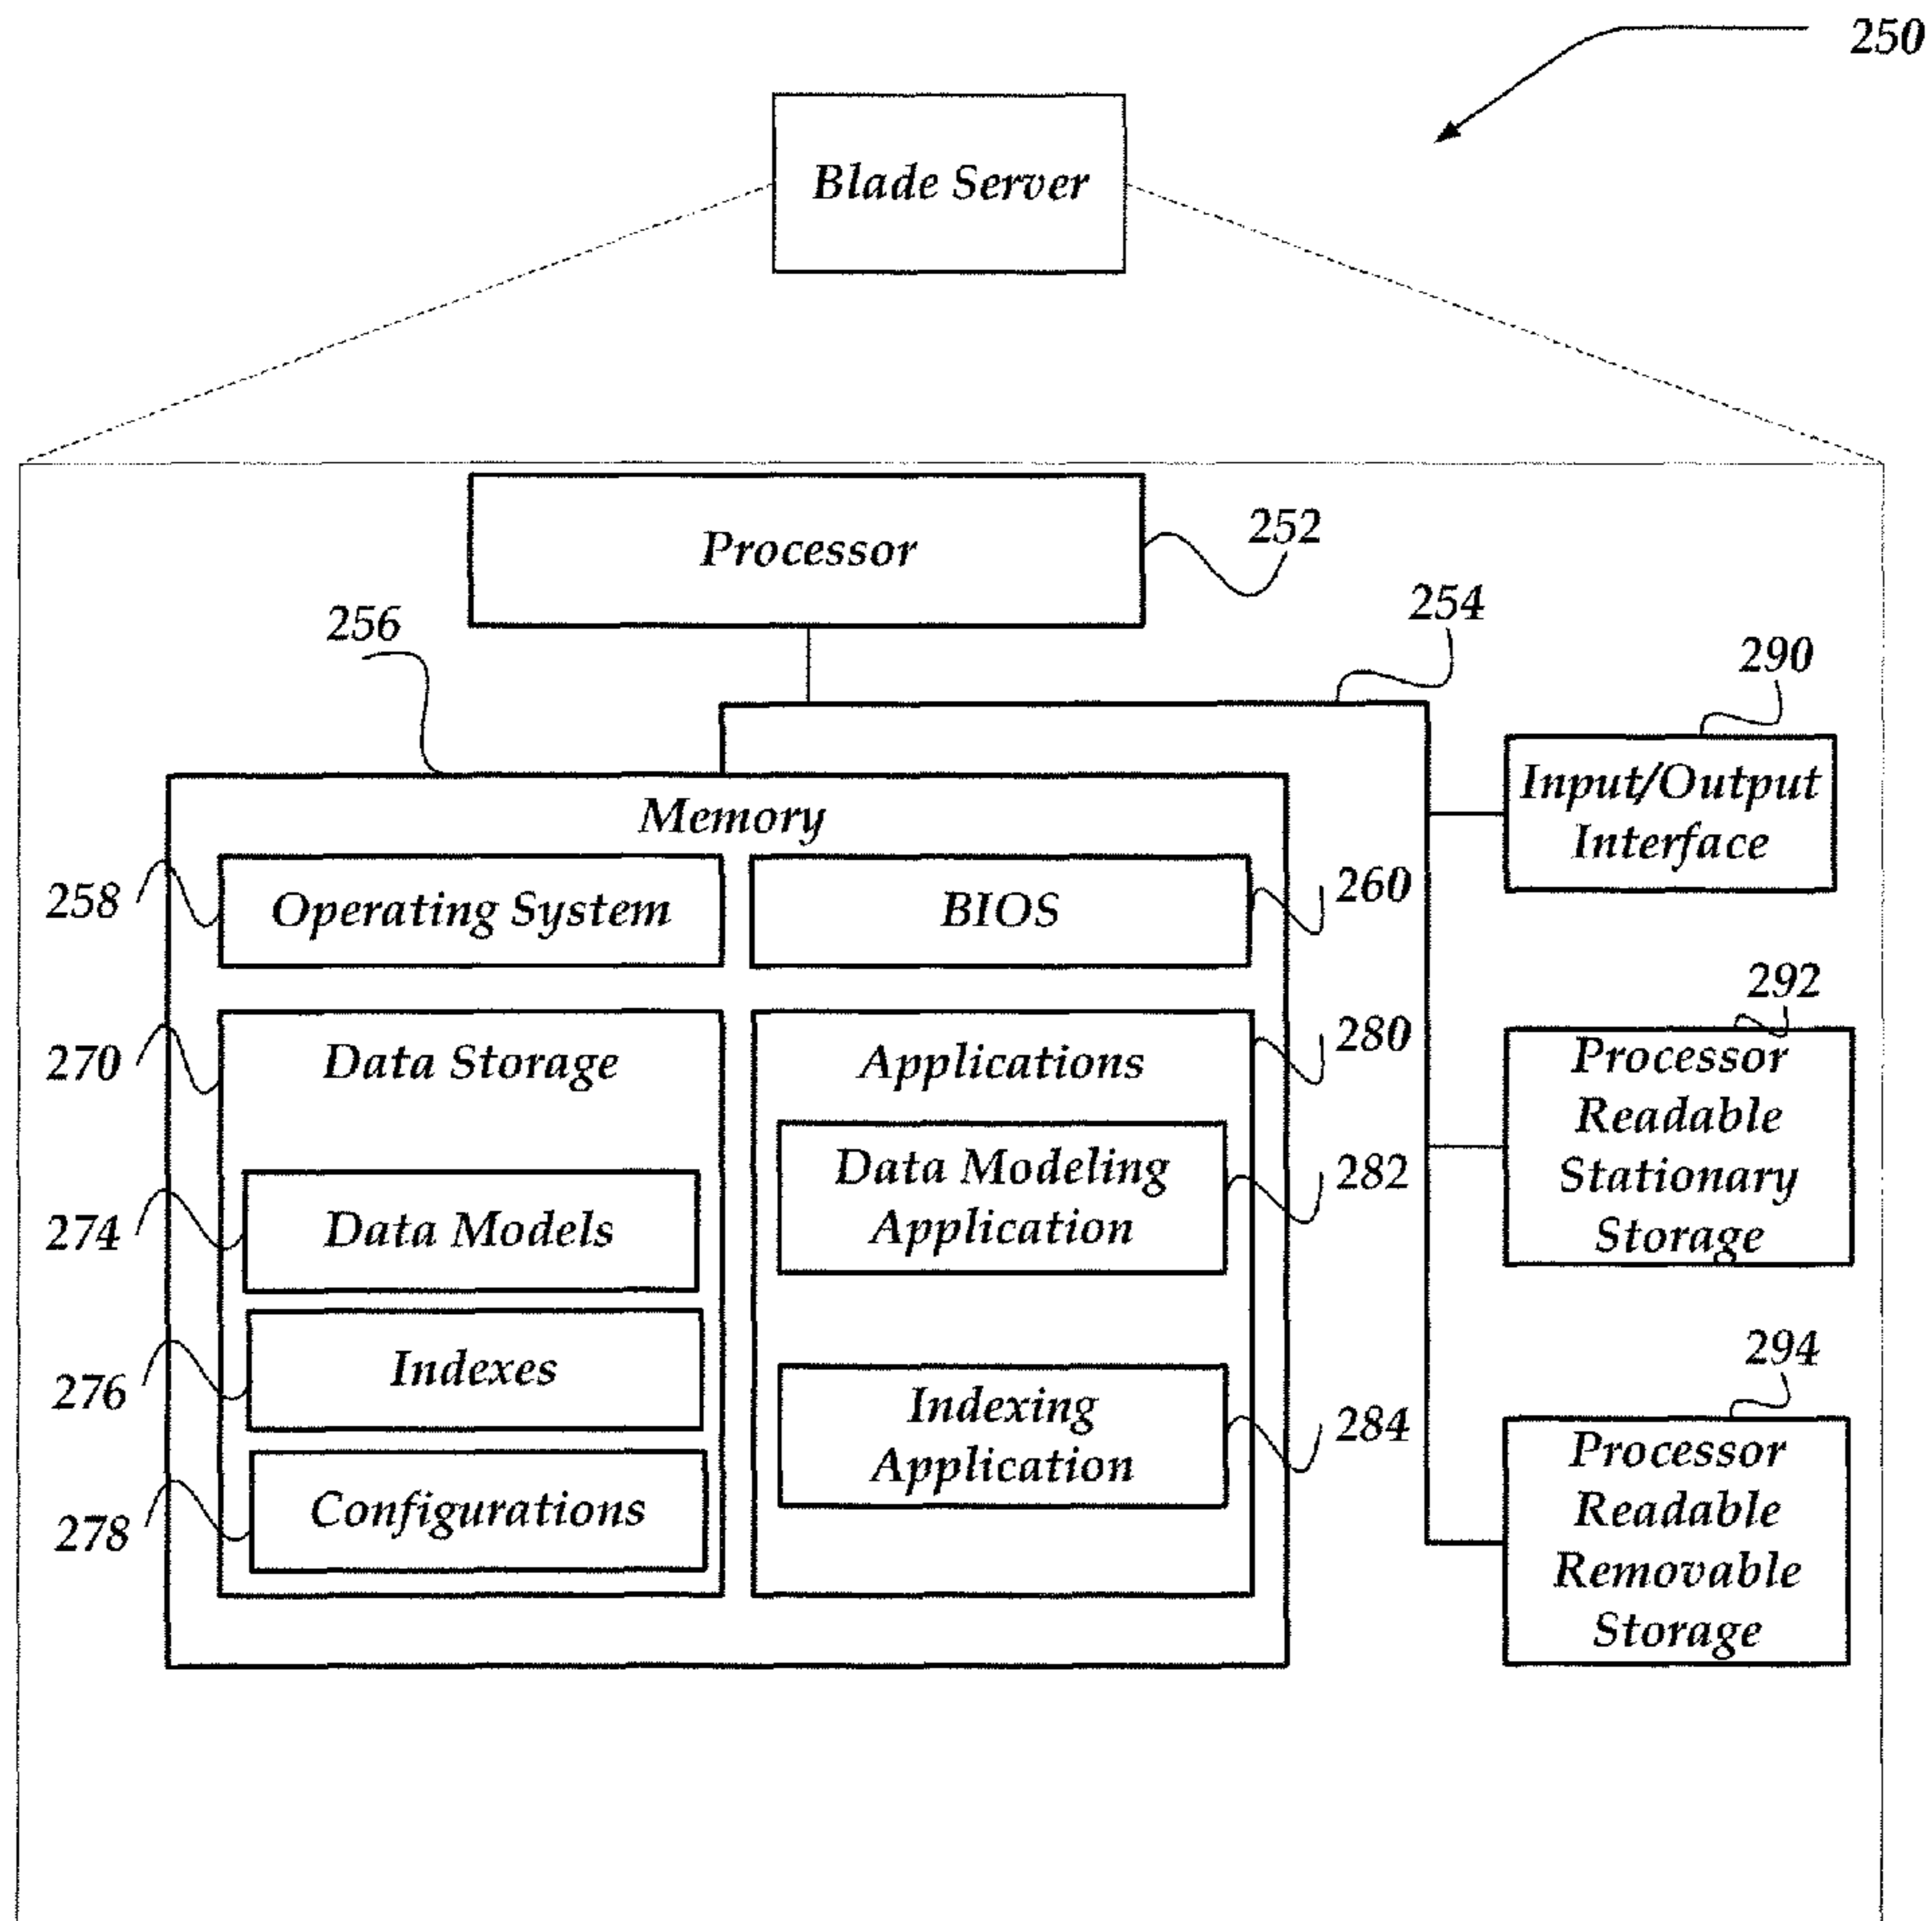 250
Blade Server
Processor
252
254
256
290
Input/Output
Interface
Memory
258
Operating System
BIOS
260
292
Processor
Readable
Stationary
Storage
270
Data Storage
Applications
280
Data Modeling
Application
282
274
Data Models
276
Indexes
Indexing
Application
284
294
Processor
Readable
Removable
Storage
278
Configurations